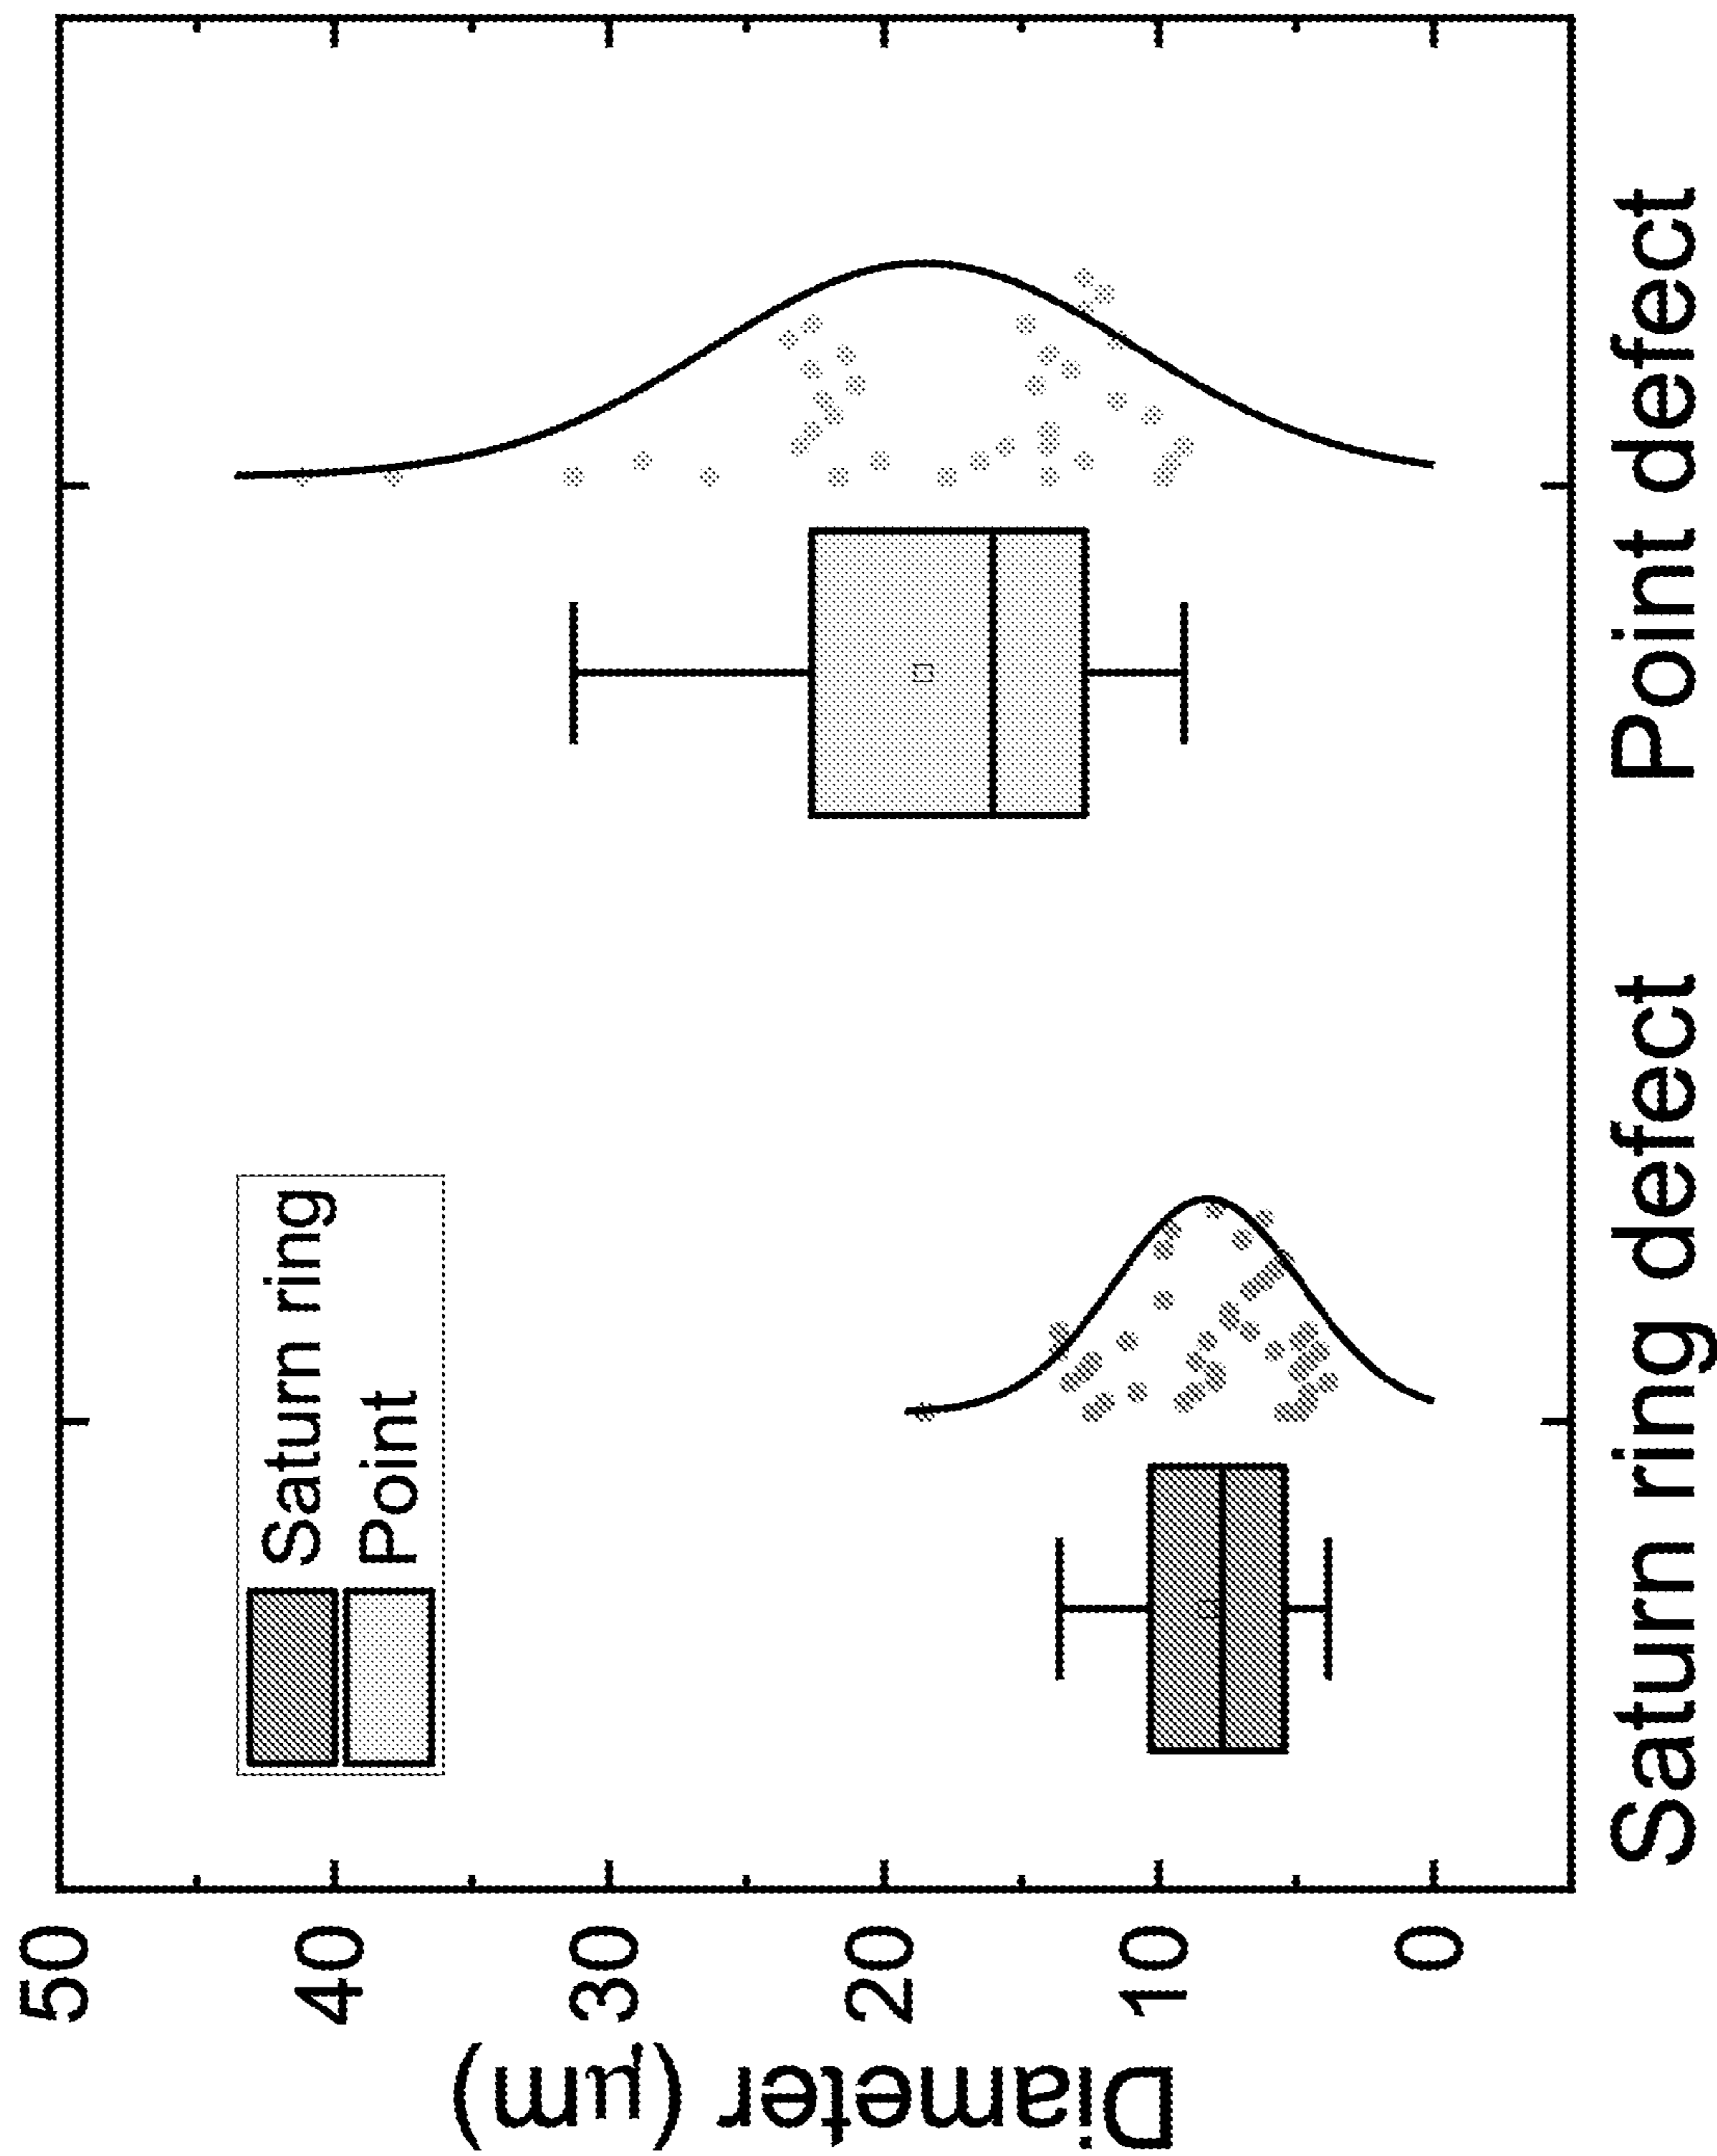 Saturn ring
Point
50
40
30
20
10
0
Diameter (μm)
Saturn ring defect
Point defect